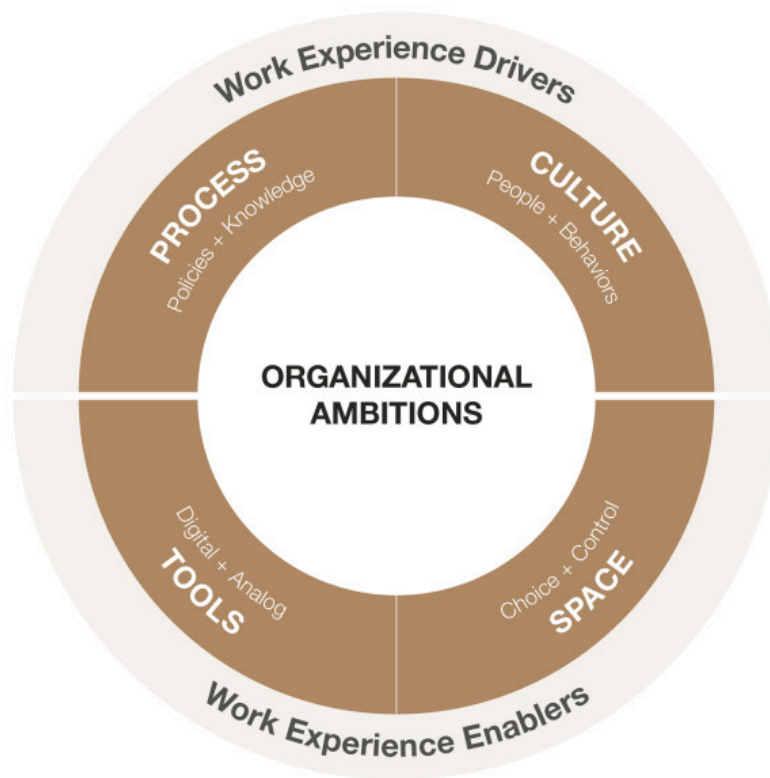 Work Experience Drivers
PROCESS
Policies + Knowledge
CULTURE
People + Behaviors
ORGANIZATIONAL
AMBITIONS
Digital + Analog
TOOLS
Choice + Control
SPACE
Work Experience Enablers